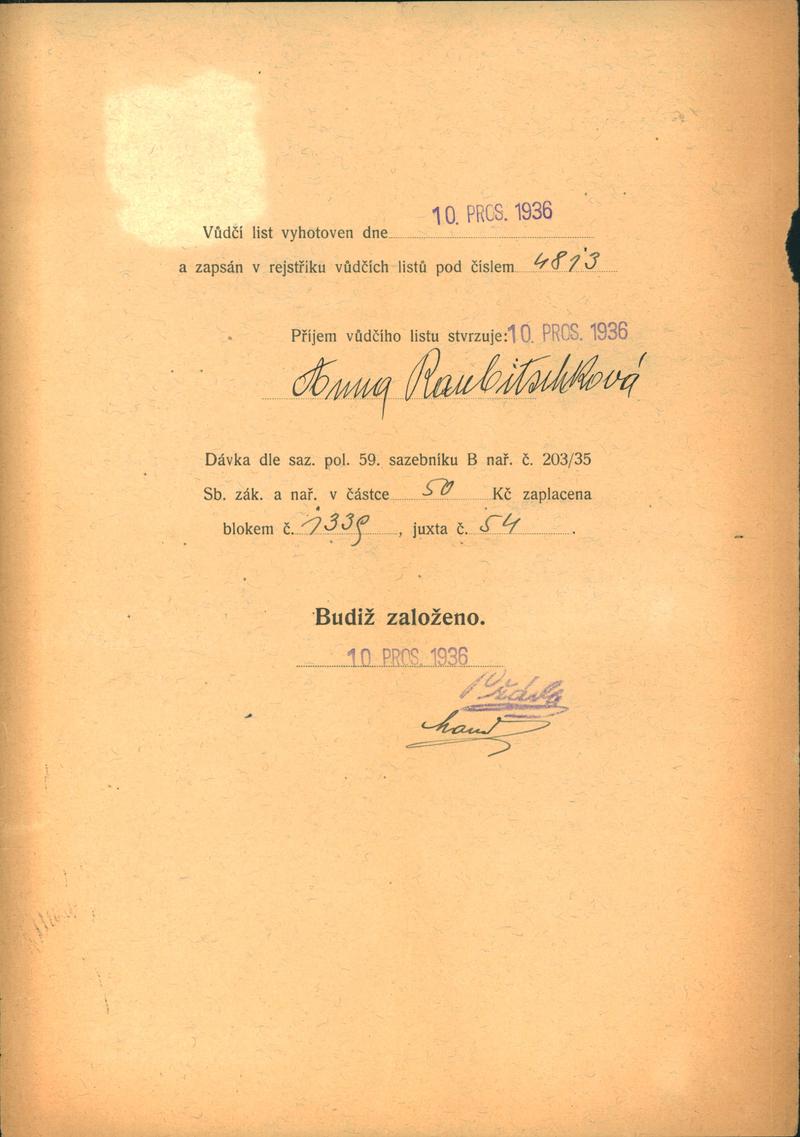 10. PROS. 1936
Vůdčí list vyhotoven dne
a zapsán v rejstříku vůdčích listů pod číslem 4813
Příjem vůdčího listu stvrzuje: 10. PROS. 1936
Anna Raubitschková
Dávka dle saz. pol. 59. sazebníku B nař. č. 203/35
Sb. zák. a nař. v částce 50 Kč zaplacena
blokem č. 1339, juxta č. 54.
Budiž založeno.
10 PROS. 1936